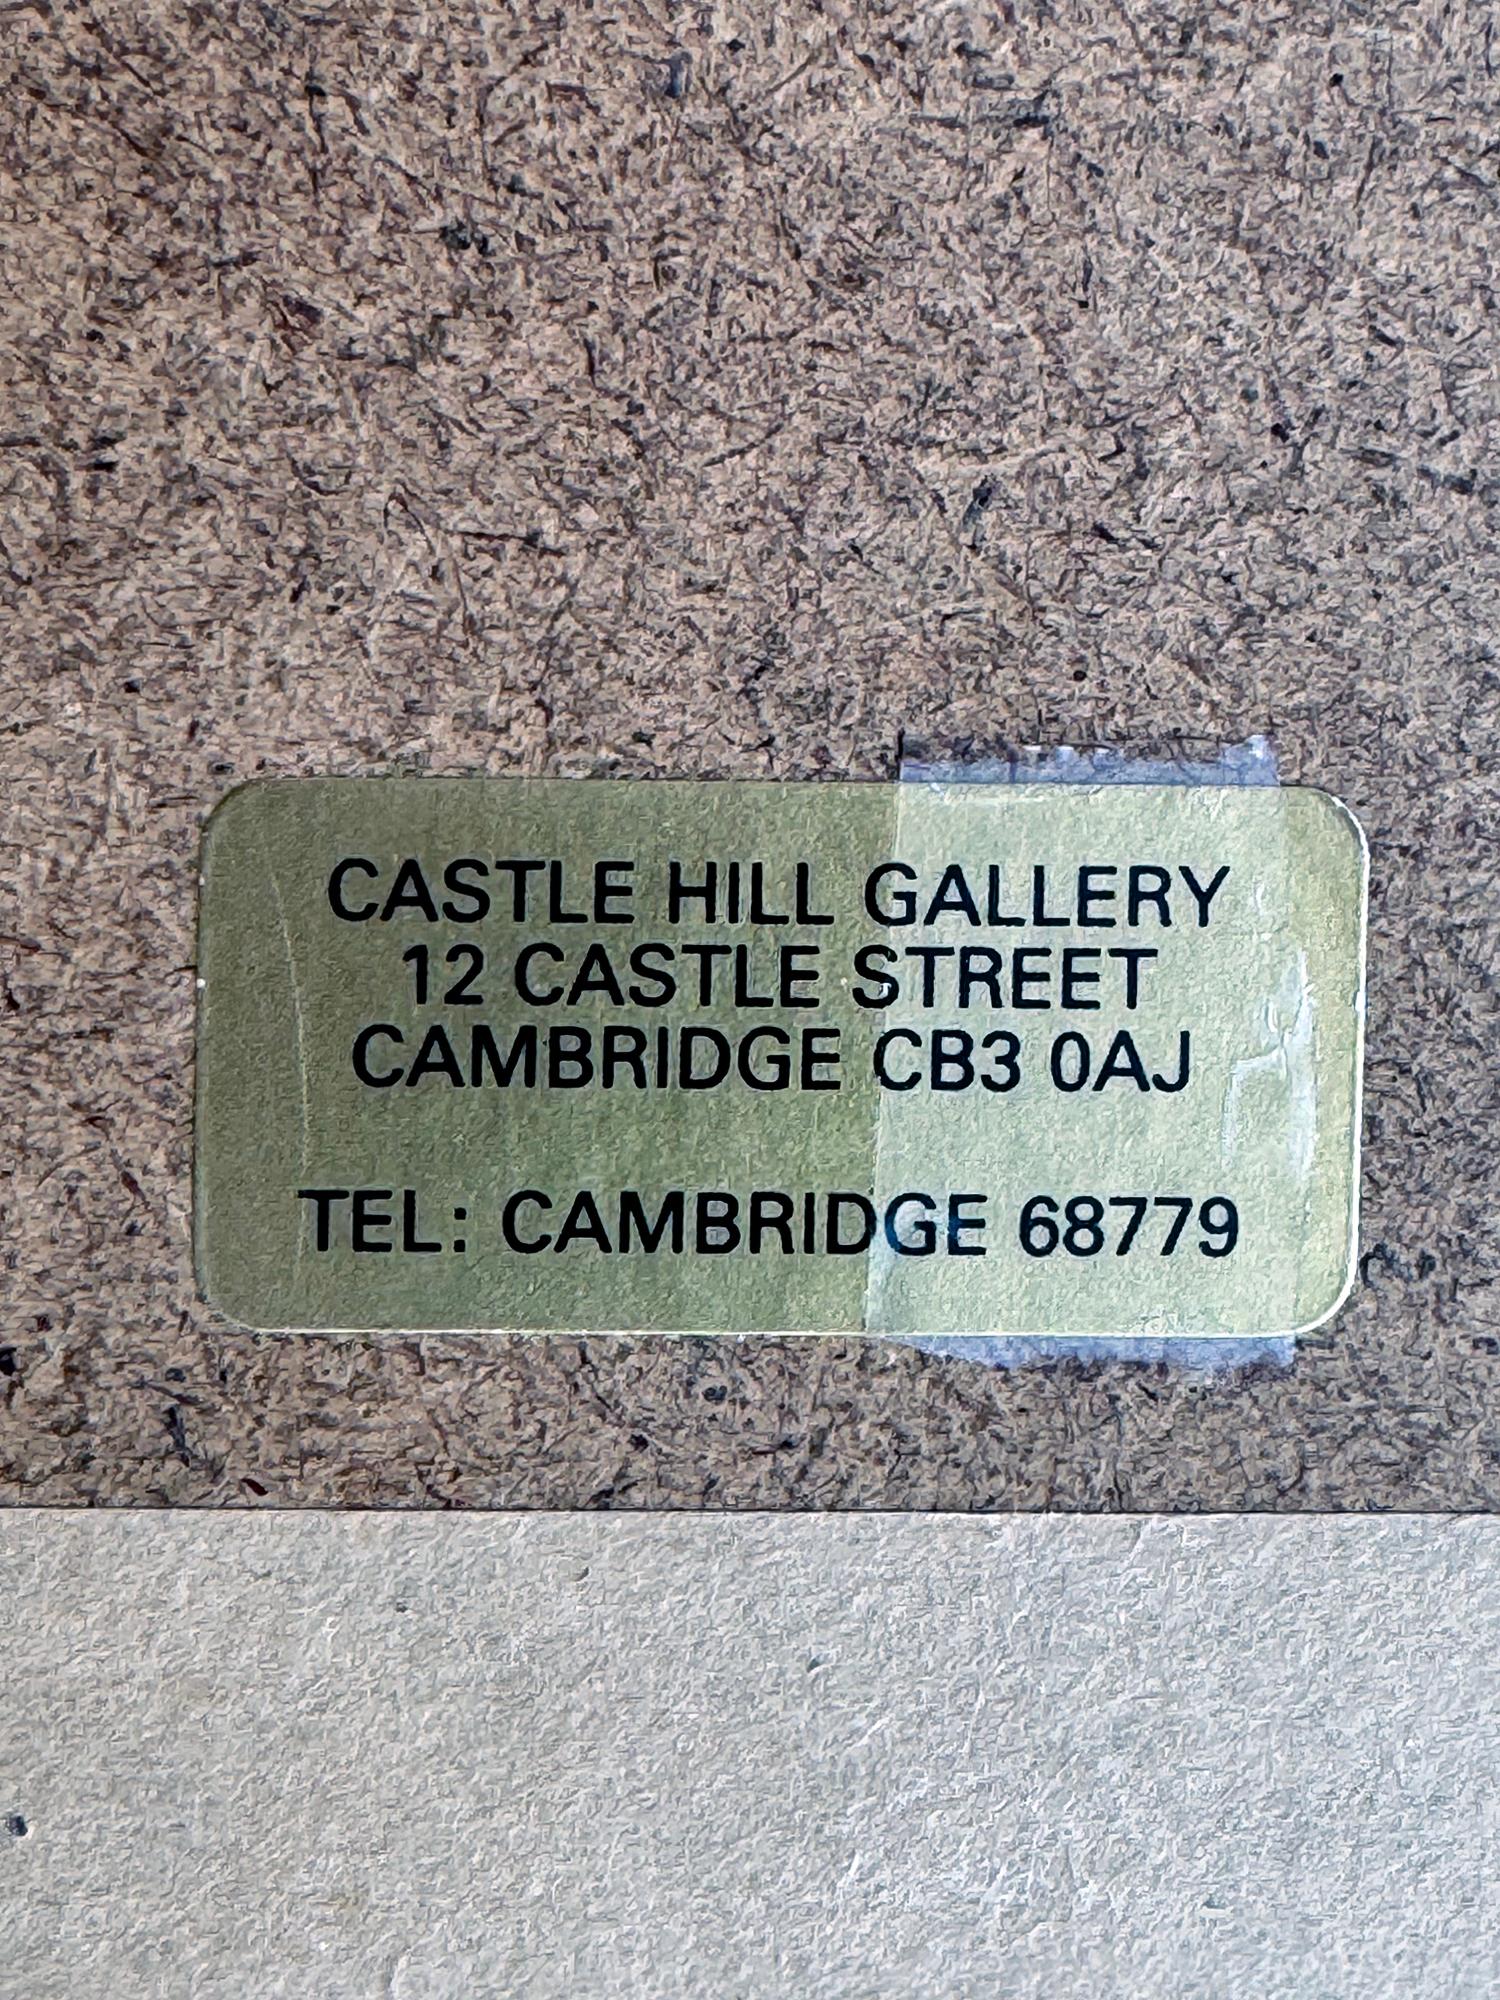 CASTLE HILL GALLERY
12 CASTLE STREET
CAMBRIDGE CB3 0AJ
TEL: CAMBRIDGE 68779